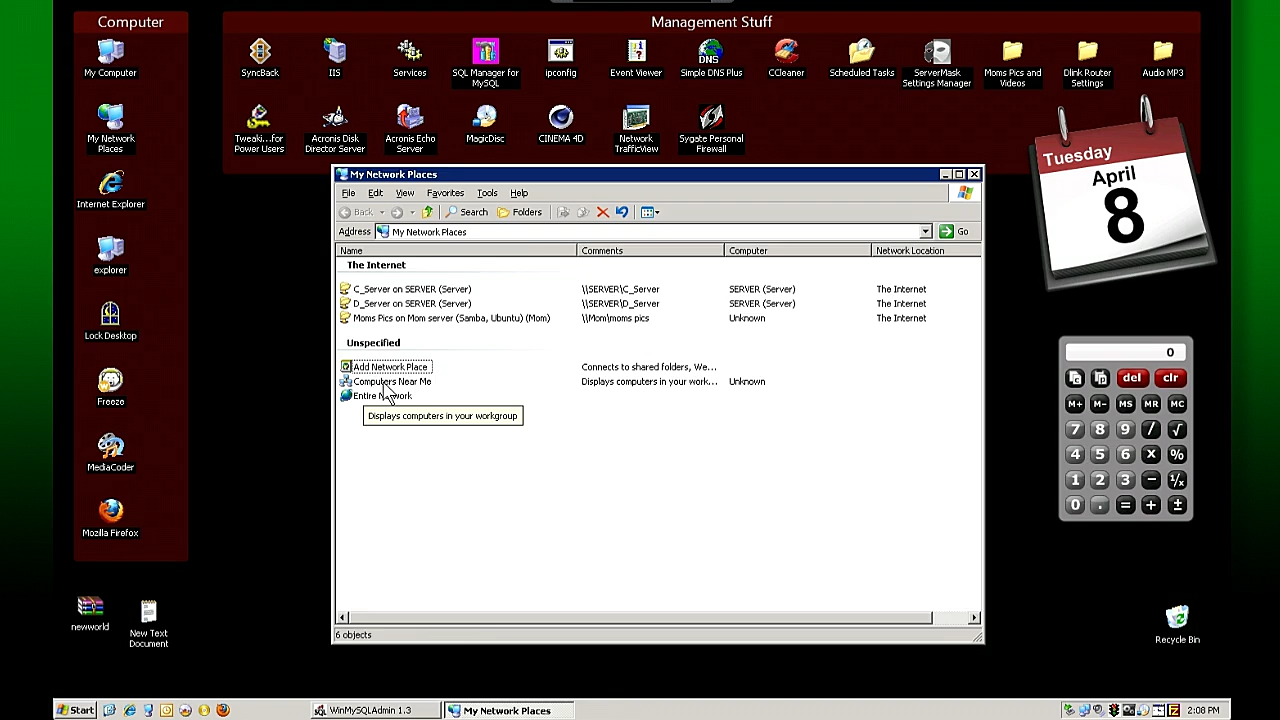 Computer
Management Stuff
My Computer
SyncBack
IIS
Services
SQL Manager for MySQL
ipconfig
Event Viewer
Simple DNS Plus
CCleaner
Scheduled Tasks
ServerMask Settings Manager
Moms Pics and Videos
Dlink Router Settings
Audio MP3
My Network Places
Tweaki...for Power Users
Acronis Disk Director Server
Acronis Echo Server
MagicDisc
CINEMA 4D
Network TrafficView
Sygate Personal Firewall
Internet Explorer
explorer
Lock Desktop
Freeze
MediaCoder
Mozilla Firefox
newworld
New Text Document
My Network Places
File Edit View Favorites Tools Help
Back Search Folders
Address My Network Places Go
Name Comments Computer Network Location
The Internet
C_Server on SERVER (Server) \\SERVER\C_Server SERVER (Server) The Internet
D_Server on SERVER (Server) \\SERVER\D_Server SERVER (Server) The Internet
Moms Pics on Mom server (Samba, Ubuntu) (Mom) \\Mom\moms pics Unknown The Internet
Unspecified
Add Network Place Connects to shared folders, We...
Computers Near Me Displays computers in your work... Unknown
Entire Network
Displays computers in your workgroup
6 objects
Tuesday
April
8
0
del clr
M+ M- MS MR MC
7 8 9 / √
4 5 6 × %
1 2 3 − 1/x
0 . = + ±
Recycle Bin
Start WinMySQLAdmin 1.3 My Network Places 2:08 PM